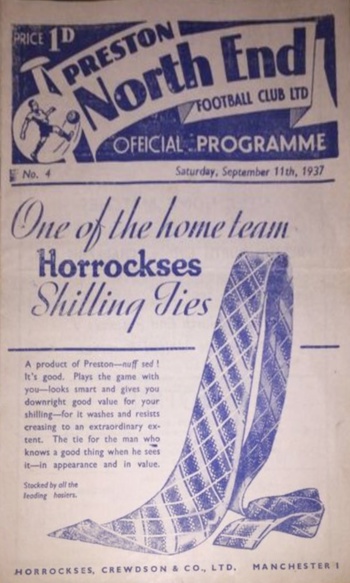 PRICE 1D
PRESTON
North End
FOOTBALL CLUB LTD
OFFICIAL PROGRAMME
No. 4
Saturday, September 11th, 1937
One of the home team
Horrockses
Shilling Ties
A product of Preston—nuff sed !
It's good. Plays the game with
you—looks smart and gives you
downright good value for your
shilling—for it washes and resists
creasing to an extraordinary ex-
tent. The tie for the man who
knows a good thing when he sees
it—in appearance and in value.
Stocked by all the
leading hosiers.
HORROCKSES, CREWDSON & CO., LTD. MANCHESTER 1